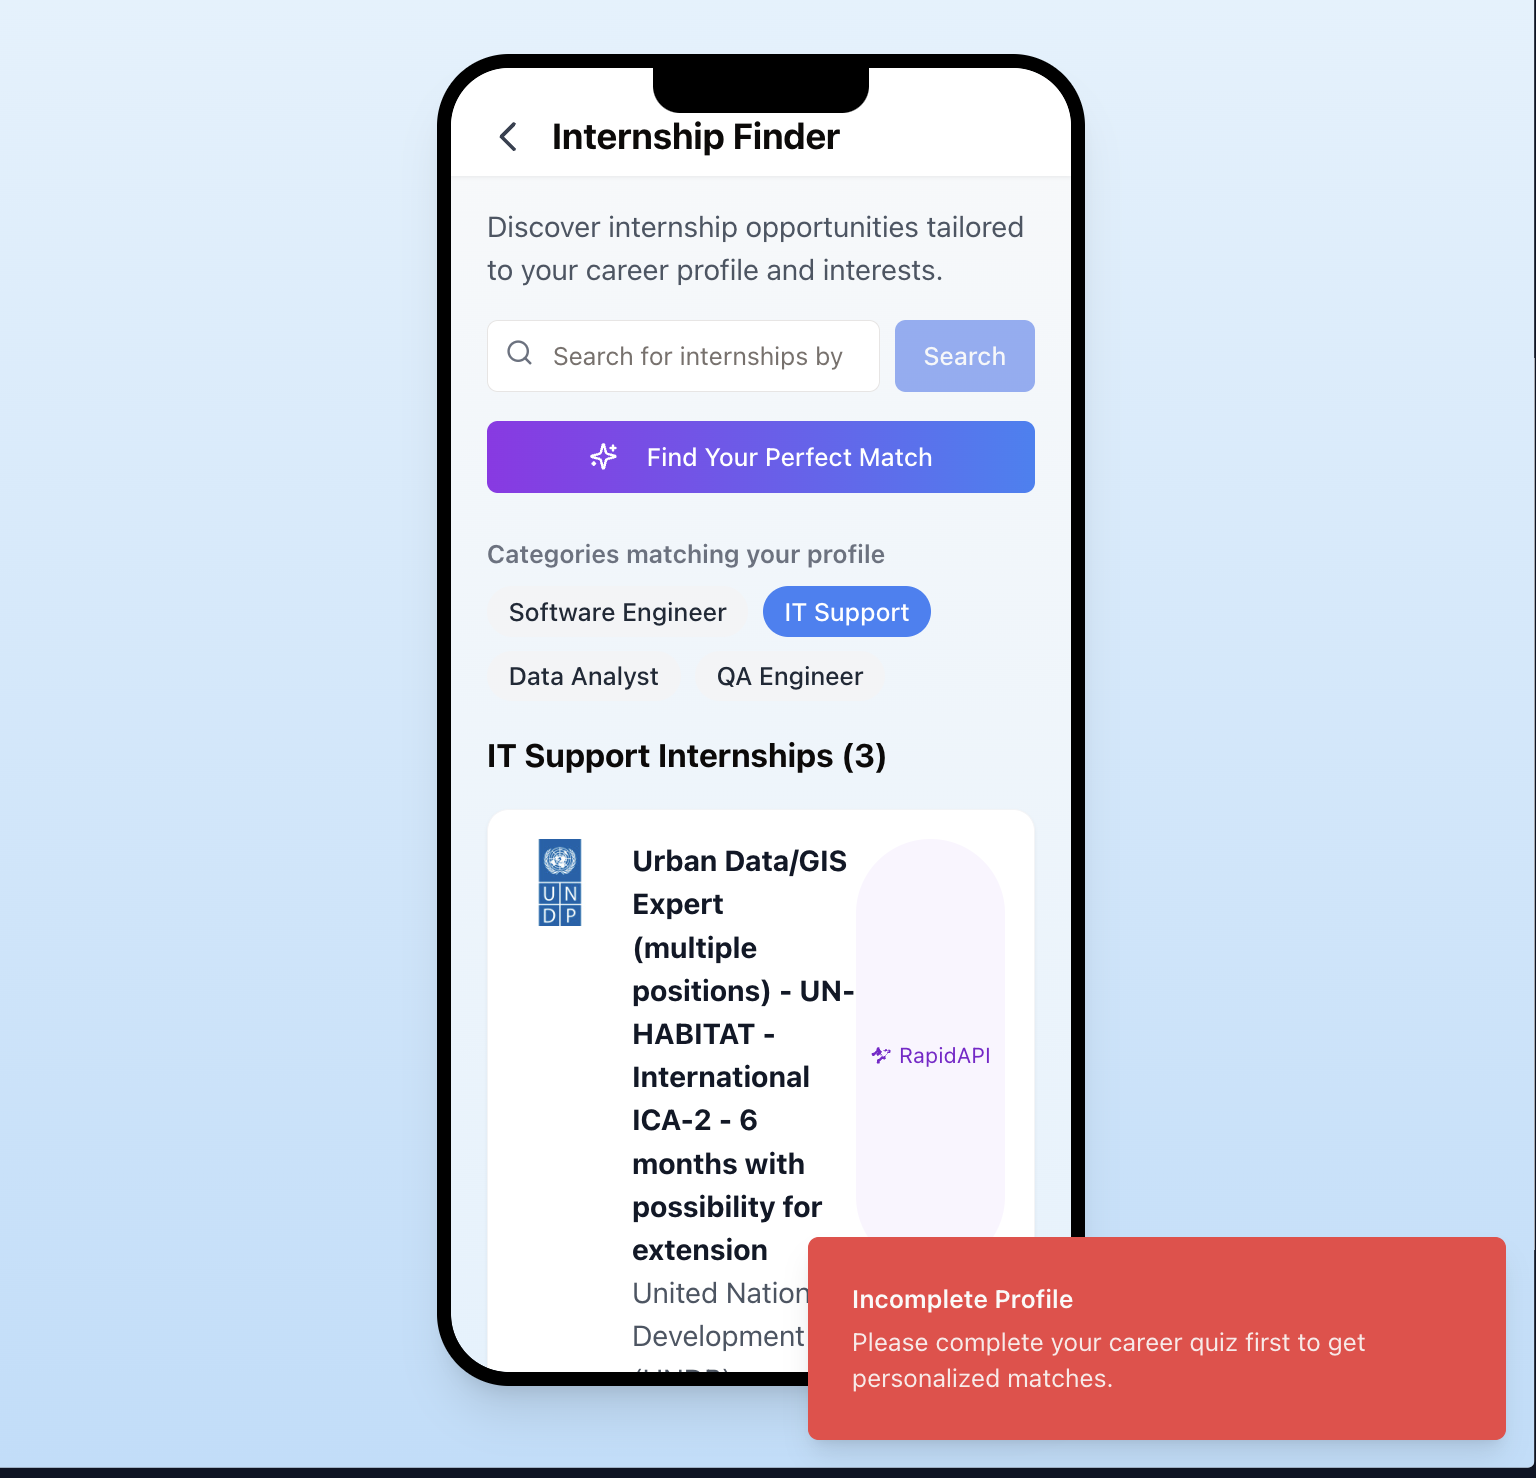 Internship Finder
Discover internship opportunities tailored
to your career profile and interests.
Search for internships by
Search
Find Your Perfect Match
Categories matching your profile
Software Engineer
IT Support
Data Analyst
QA Engineer
IT Support Internships (3)
U N
D P
Urban Data/GIS
Expert
(multiple
positions) - UN-
HABITAT -
International
ICA-2 - 6
months with
possibility for
extension
United Nation
Development
RapidAPI
Incomplete Profile
Please complete your career quiz first to get
personalized matches.